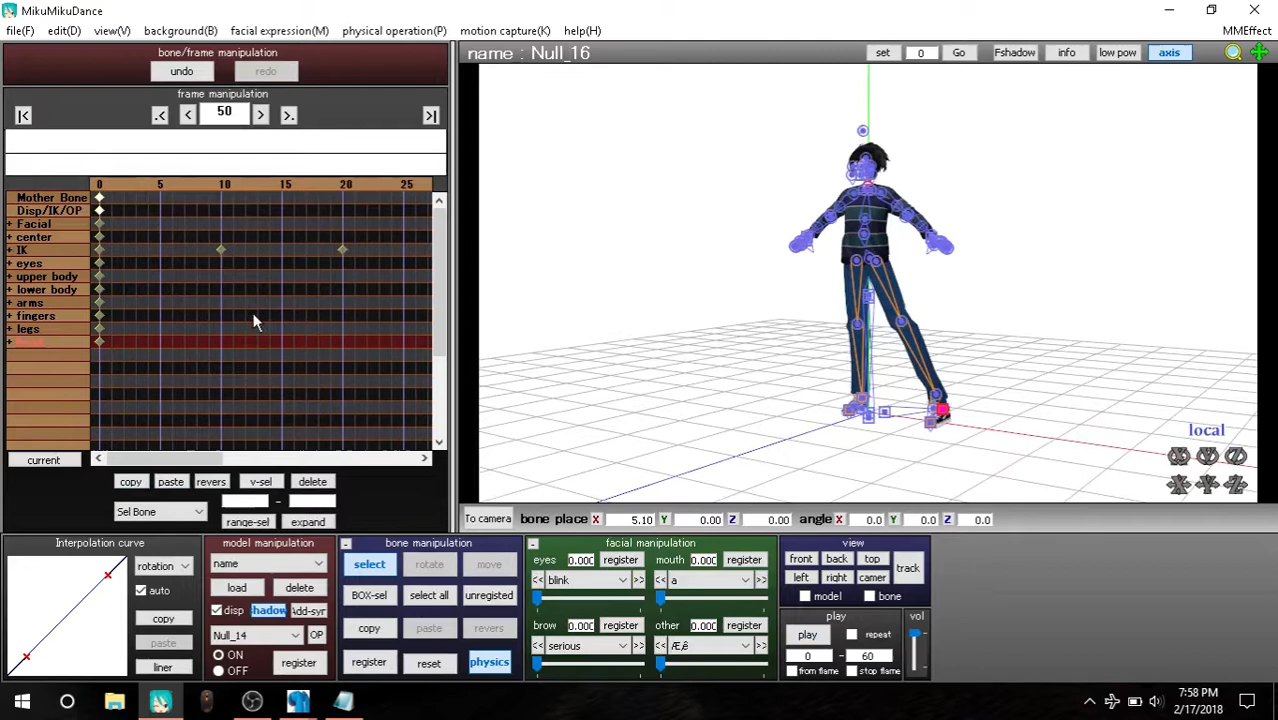 MikuMikuDance
file(F) edit(D) view(V) background(B) facial expression(M) physical operation(P) motion capture(K) help(H) MMEffect
bone/frame manipulation
undo redo
frame manipulation
|< .< < 50 > >. >|
name : Null_16
set 0 Go Fshadow info low pow axis
0 5 10 15 20 25
Mother Bone
Disp/IK/OP
+ Facial
+ center
+ IK
+ eyes
+ upper body
+ lower body
+ arms
+ fingers
+ legs
current
copy paste revers v-sel delete
Sel Bone -
range-sel expand
local
X Y Z
To camera bone place X 5.10 Y 0.00 Z 0.00 angle X 0.0 Y 0.0 Z 0.0
Interpolation curve
rotation
auto
copy
paste
liner
model manipulation
name
load delete
disp shadow Add-syn
Null_14 OP
ON
OFF
register
- bone manipulation
select rotate move
BOX-sel select all unregisted
copy paste revers
register reset physics
- facial manipulation
eyes 0.000 register mouth 0.000 register
<< blink >> << a >>
brow 0.000 register other 0.000 register
<< serious >> << Æ,ê >>
view
front back top
left right camer
track
model bone
play
play repeat
0 - 60
from flame stop flame
vol
7:58 PM
2/17/2018